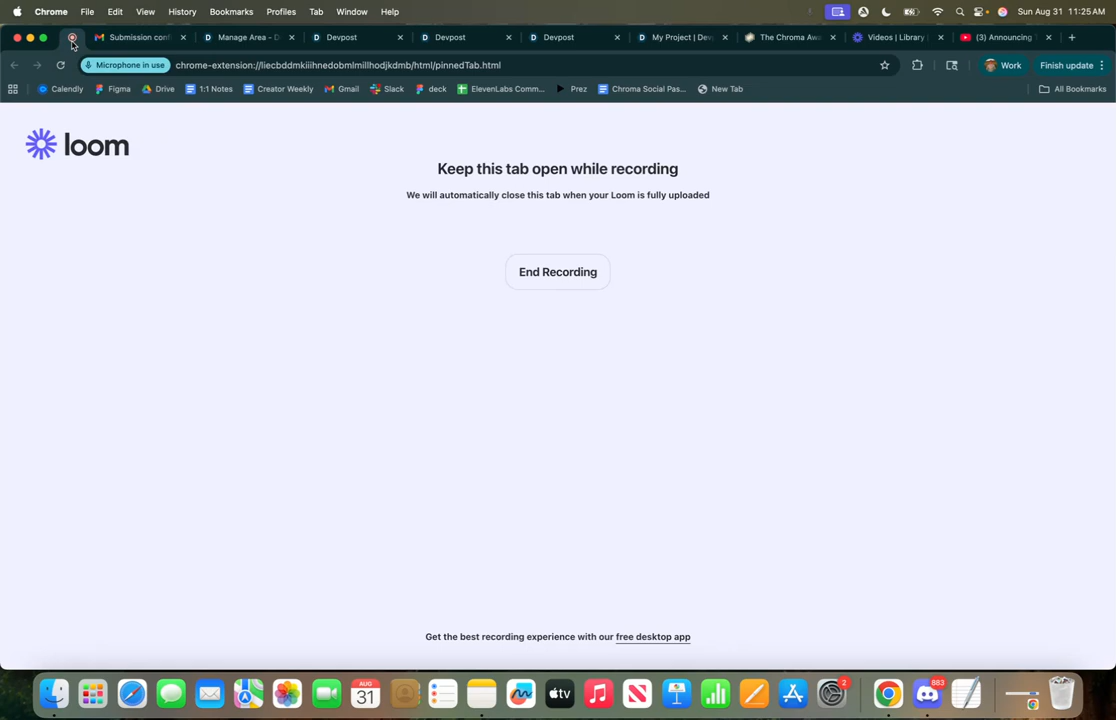 Chrome File Edit View History Bookmarks Profiles Tab Window Help Sun Aug 31 11:25 AM
Submission conf Manage Area - D Devpost Devpost Devpost My Project | Dev The Chroma Awa Videos | Library (3) Announcing
Microphone in use chrome-extension://liecbddmkiiihnedobmlmillhodjkdmb/html/pinnedTab.html Work Finish update
Calendly Figma Drive 1:1 Notes Creator Weekly Gmail Slack deck ElevenLabs Comm... Prez Chroma Social Pas... New Tab All Bookmarks
loom
Keep this tab open while recording
We will automatically close this tab when your Loom is fully uploaded
End Recording
Get the best recording experience with our free desktop app
AUG
31
tv
2
883